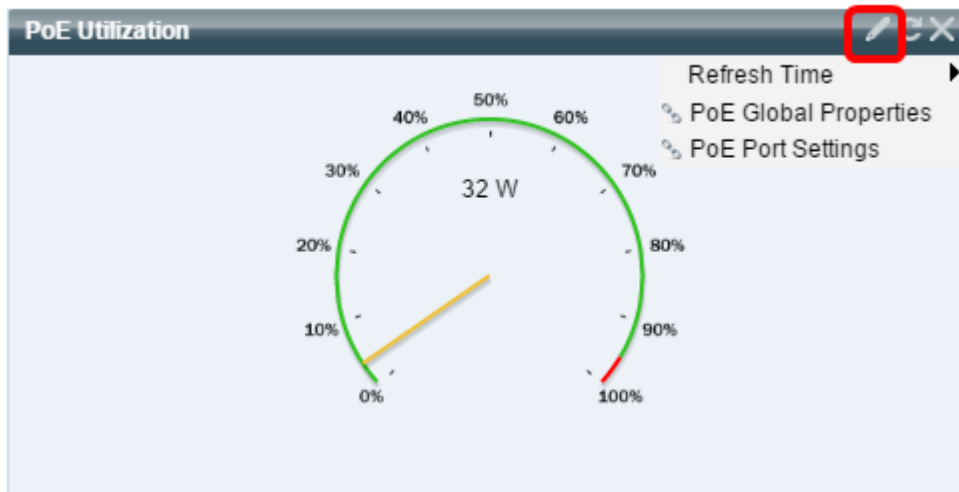 PoE Utilization
Refresh Time
PoE Global Properties
PoE Port Settings
50%
40%
60%
30%
70%
32 W
20%
80%
10%
90%
0%
100%